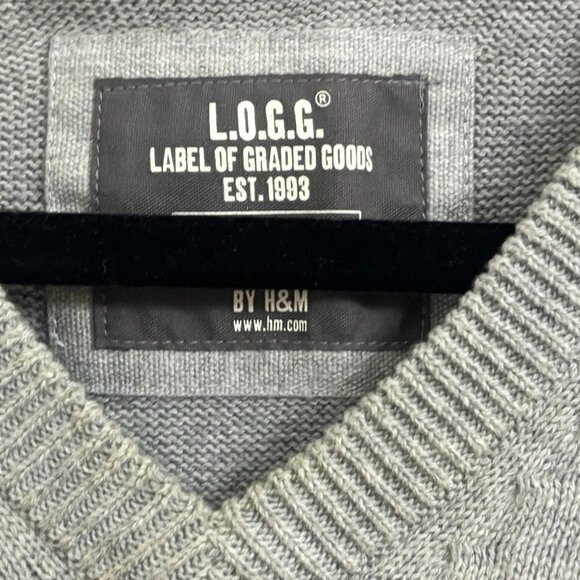 L.O.G.G.®
LABEL OF GRADED GOODS
EST. 1993
BY H&M
www.hm.com